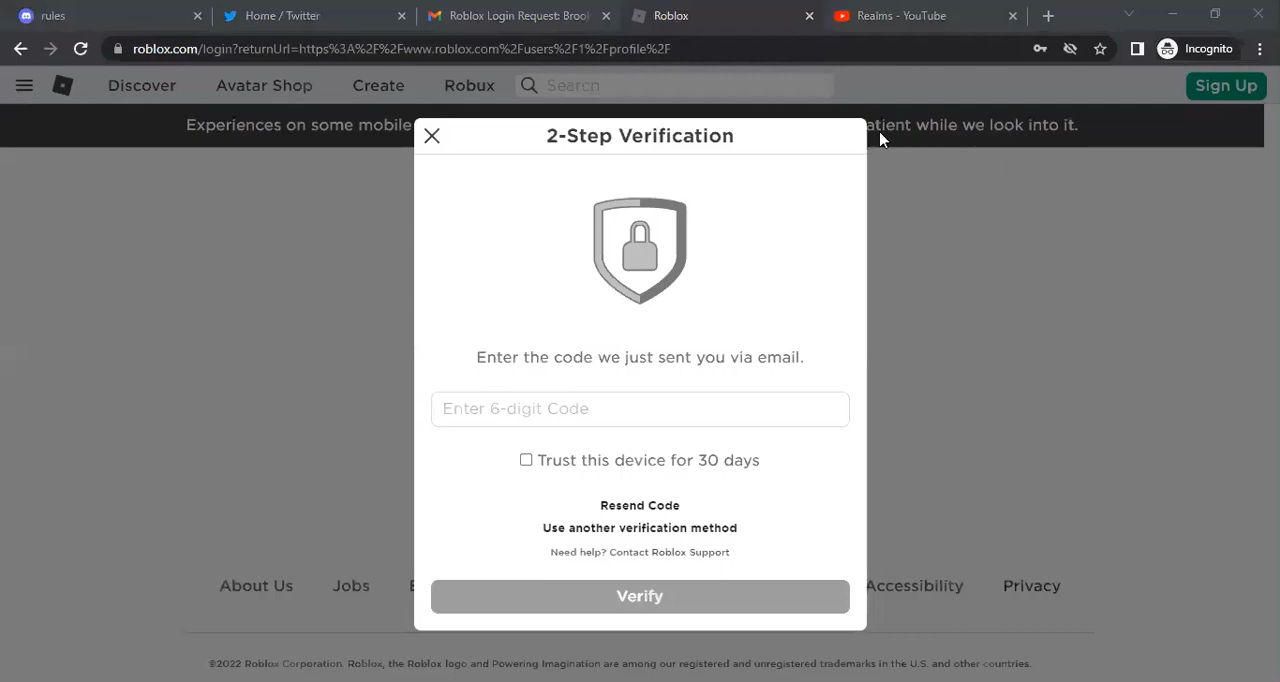 rules
Home / Twitter
Roblox Login Request: Brook
Roblox
Realms - YouTube
roblox.com/login?returnUrl=https%3A%2F%2Fwww.roblox.com%2Fusers%2F1%2Fprofile%2F
Incognito
Discover
Avatar Shop
Create
Robux
Search
Sign Up
Experiences on some mobile
atient while we look into it.
2-Step Verification
Enter the code we just sent you via email.
Enter 6-digit Code
Trust this device for 30 days
Resend Code
Use another verification method
Need help? Contact Roblox Support
Verify
About Us
Jobs
Accessibility
Privacy
©2022 Roblox Corporation. Roblox, the Roblox logo and Powering Imagination are among our registered and unregistered trademarks in the U.S. and other countries.